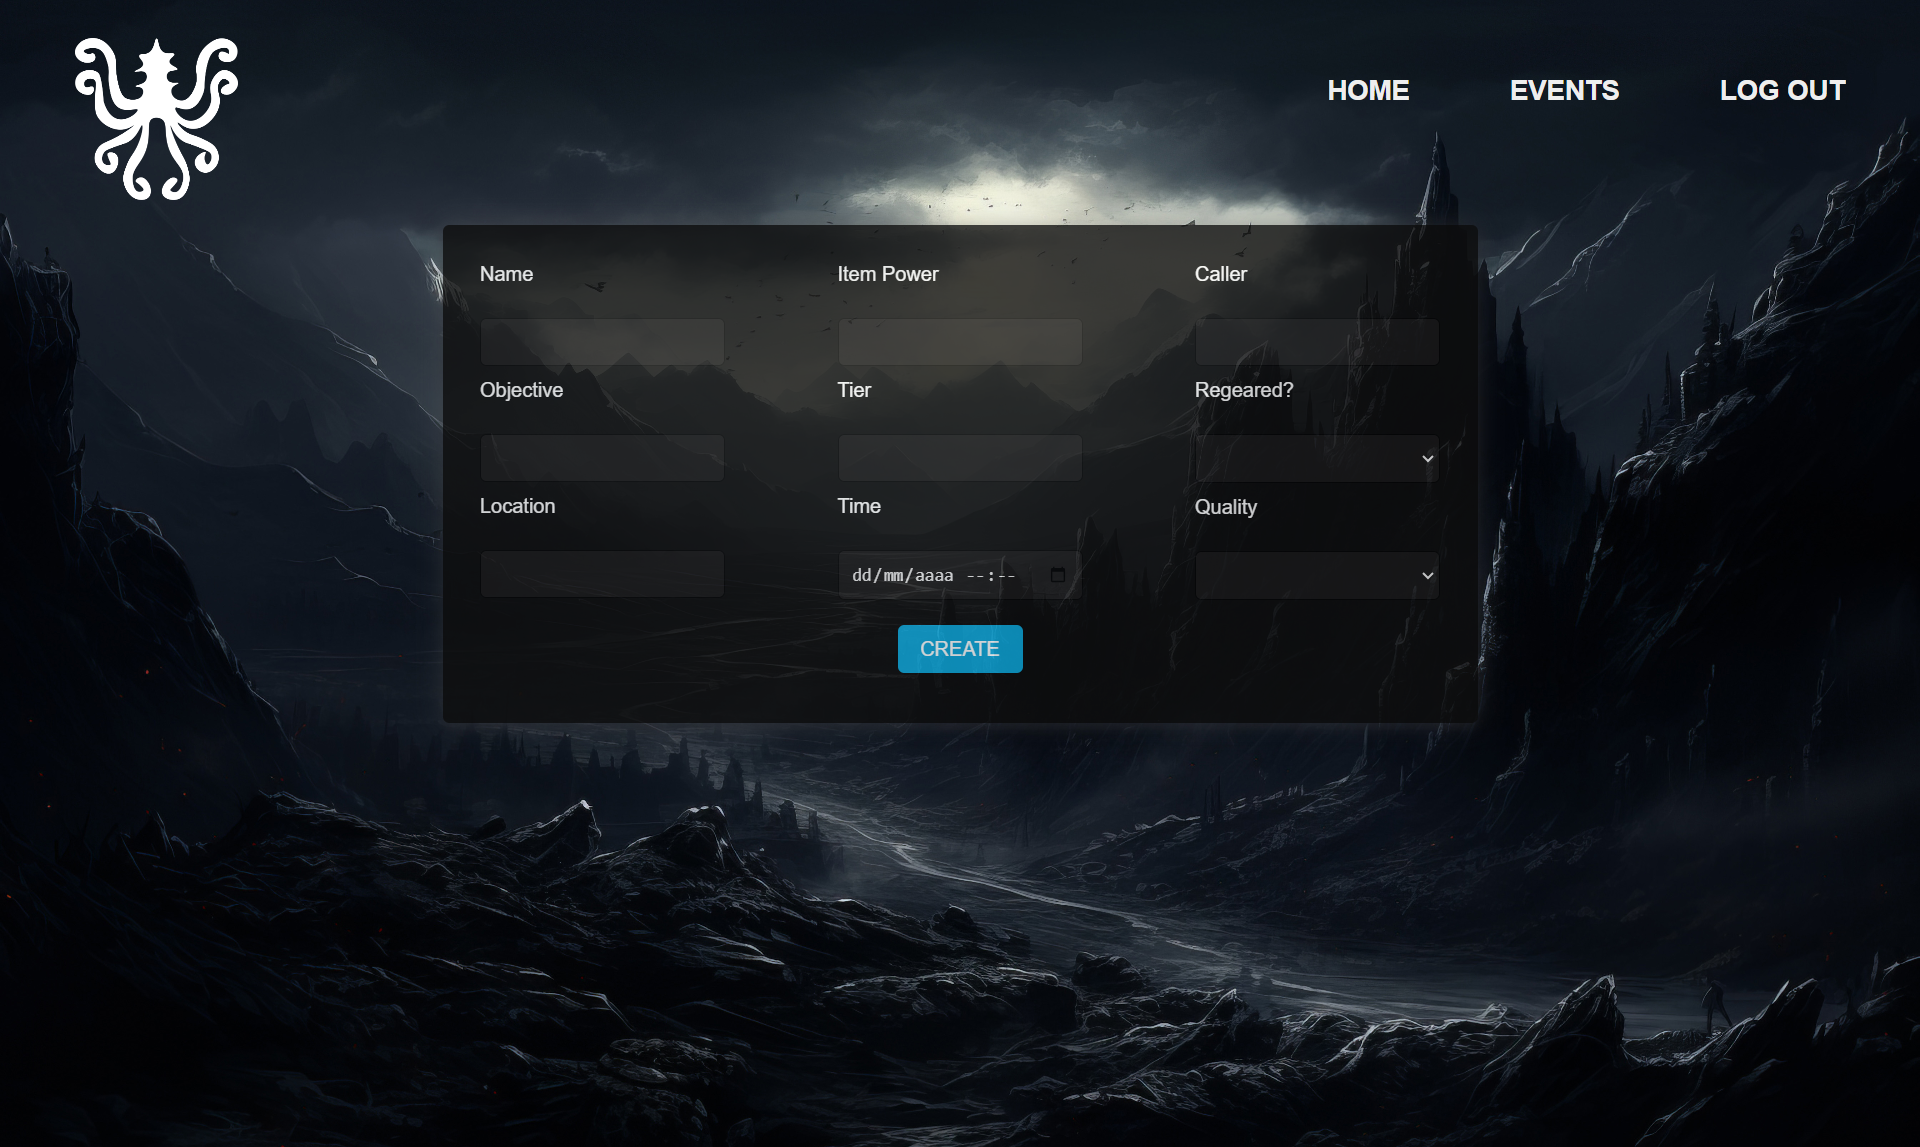 HOME EVENTS LOG OUT
Name Item Power Caller
Objective Tier Regeared?
Location Time Quality
dd/mm/aaaa --:--
CREATE